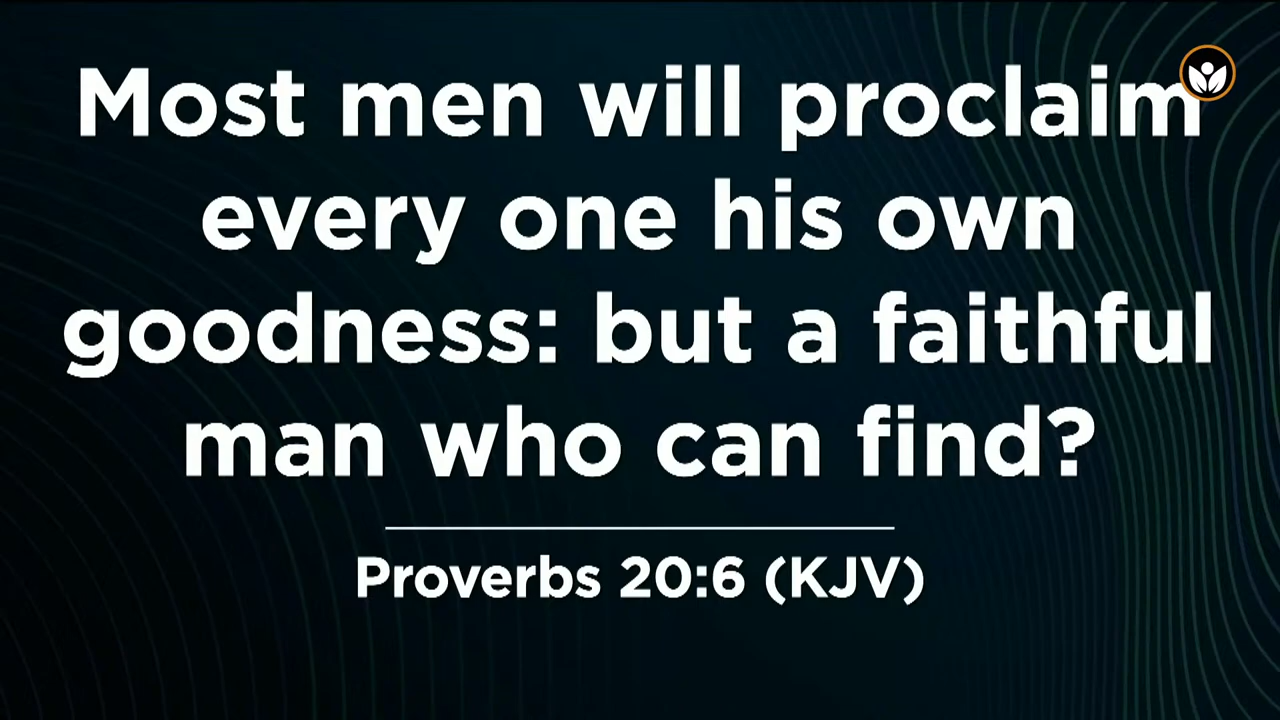 Most men will proclaim
every one his own
goodness: but a faithful
man who can find?
Proverbs 20:6 (KJV)